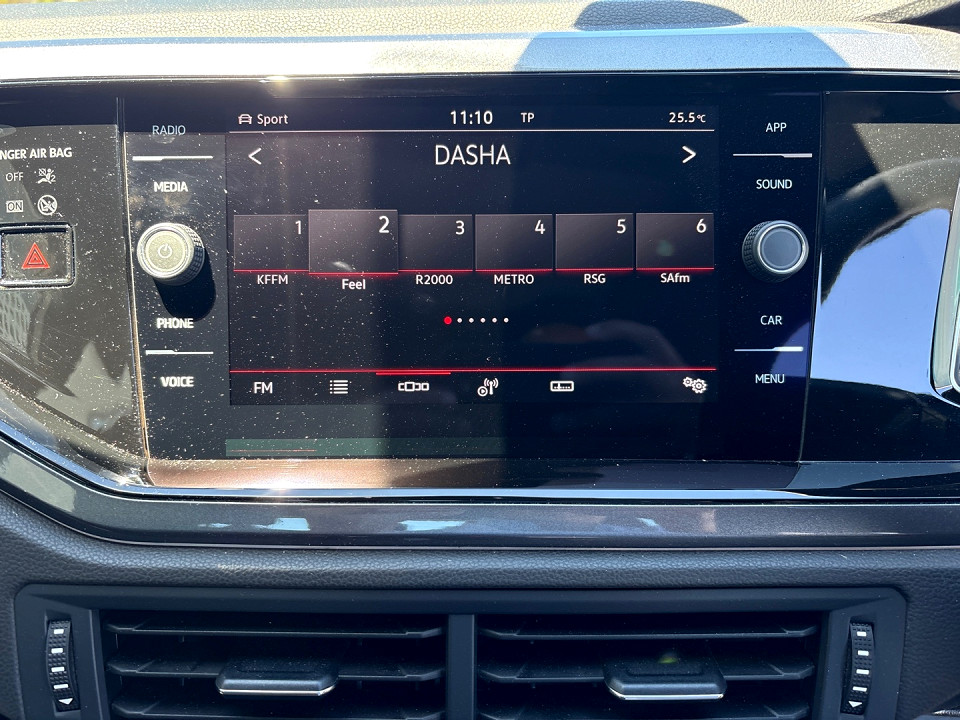 Sport 11:10 TP 25.5°C
RADIO
APP
DASHA
NGER AIR BAG
OFF
ON
MEDIA
SOUND
1 2 3 4 5 6
KFFM Feel R2000 METRO RSG SAfm
PHONE
CAR
VOICE
MENU
FM